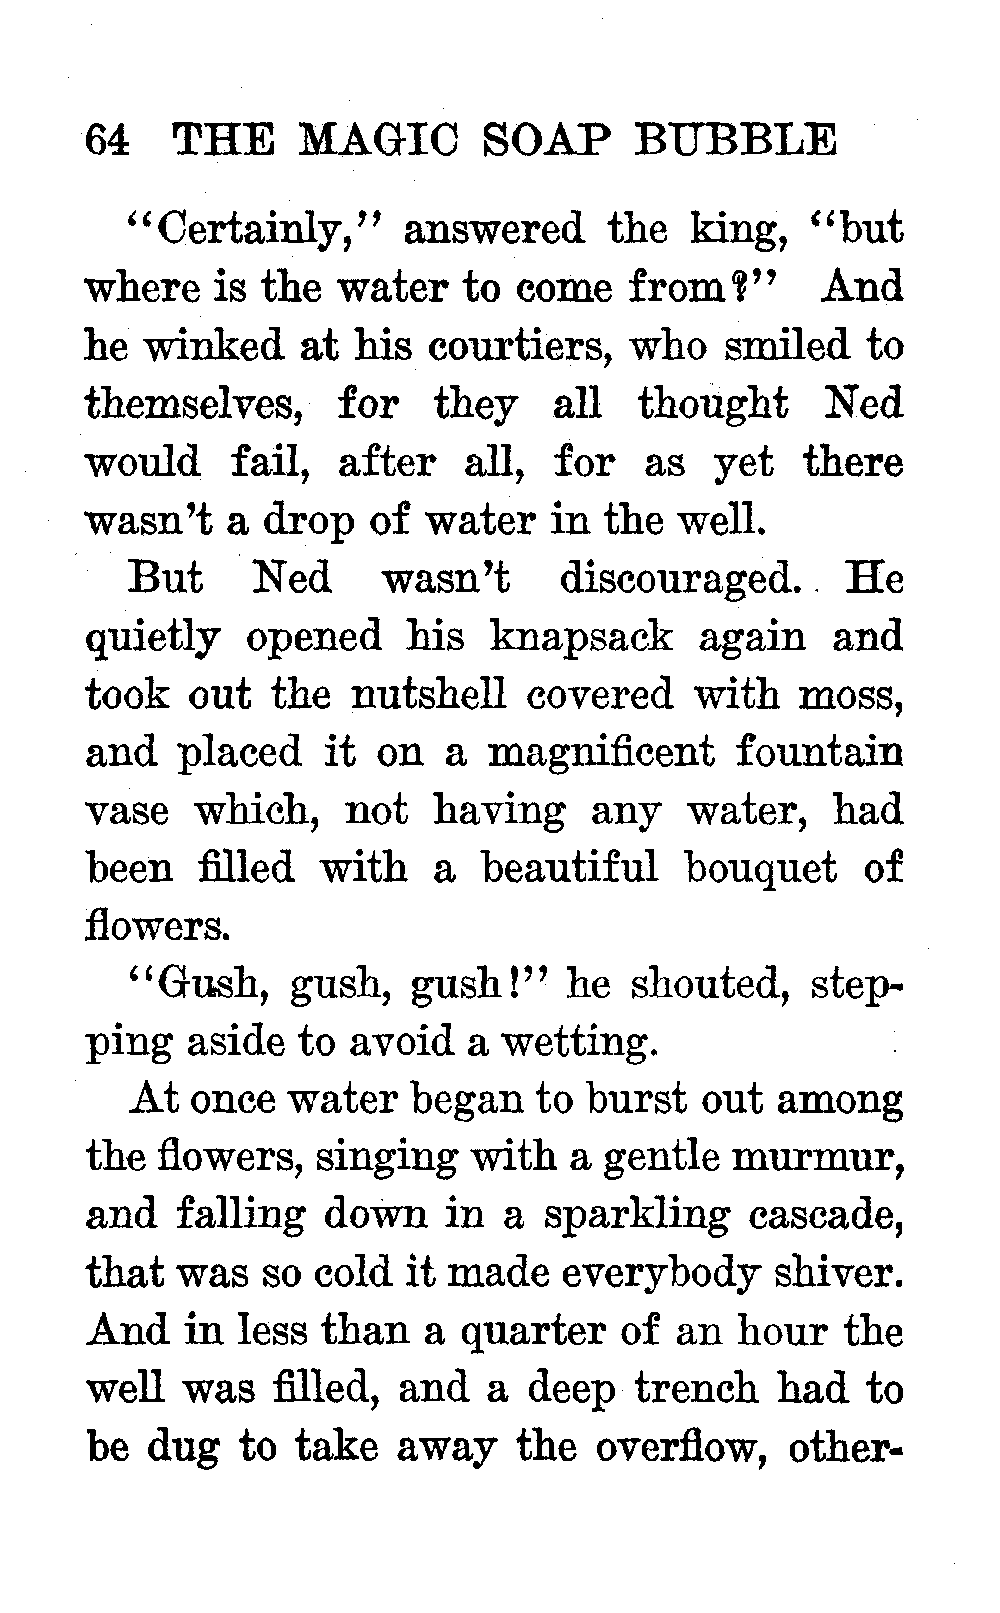 64 THE MAGIC SOAP BUBBLE
“Certainly,” answered the king, “but
where is the water to come from?” And
he winked at his courtiers, who smiled to
themselves, for they all thought Ned
would fail, after all, for as yet there
wasn’t a drop of water in the well.
But Ned wasn’t discouraged. He
quietly opened his knapsack again and
took out the nutshell covered with moss,
and placed it on a magnificent fountain
vase which, not having any water, had
been filled with a beautiful bouquet of
flowers.
“Gush, gush, gush!” he shouted, step-
ping aside to avoid a wetting.
At once water began to burst out among
the flowers, singing with a gentle murmur,
and falling down in a sparkling cascade,
that was so cold it made everybody shiver.
And in less than a quarter of an hour the
well was filled, and a deep trench had to
be dug to take away the overflow, other-